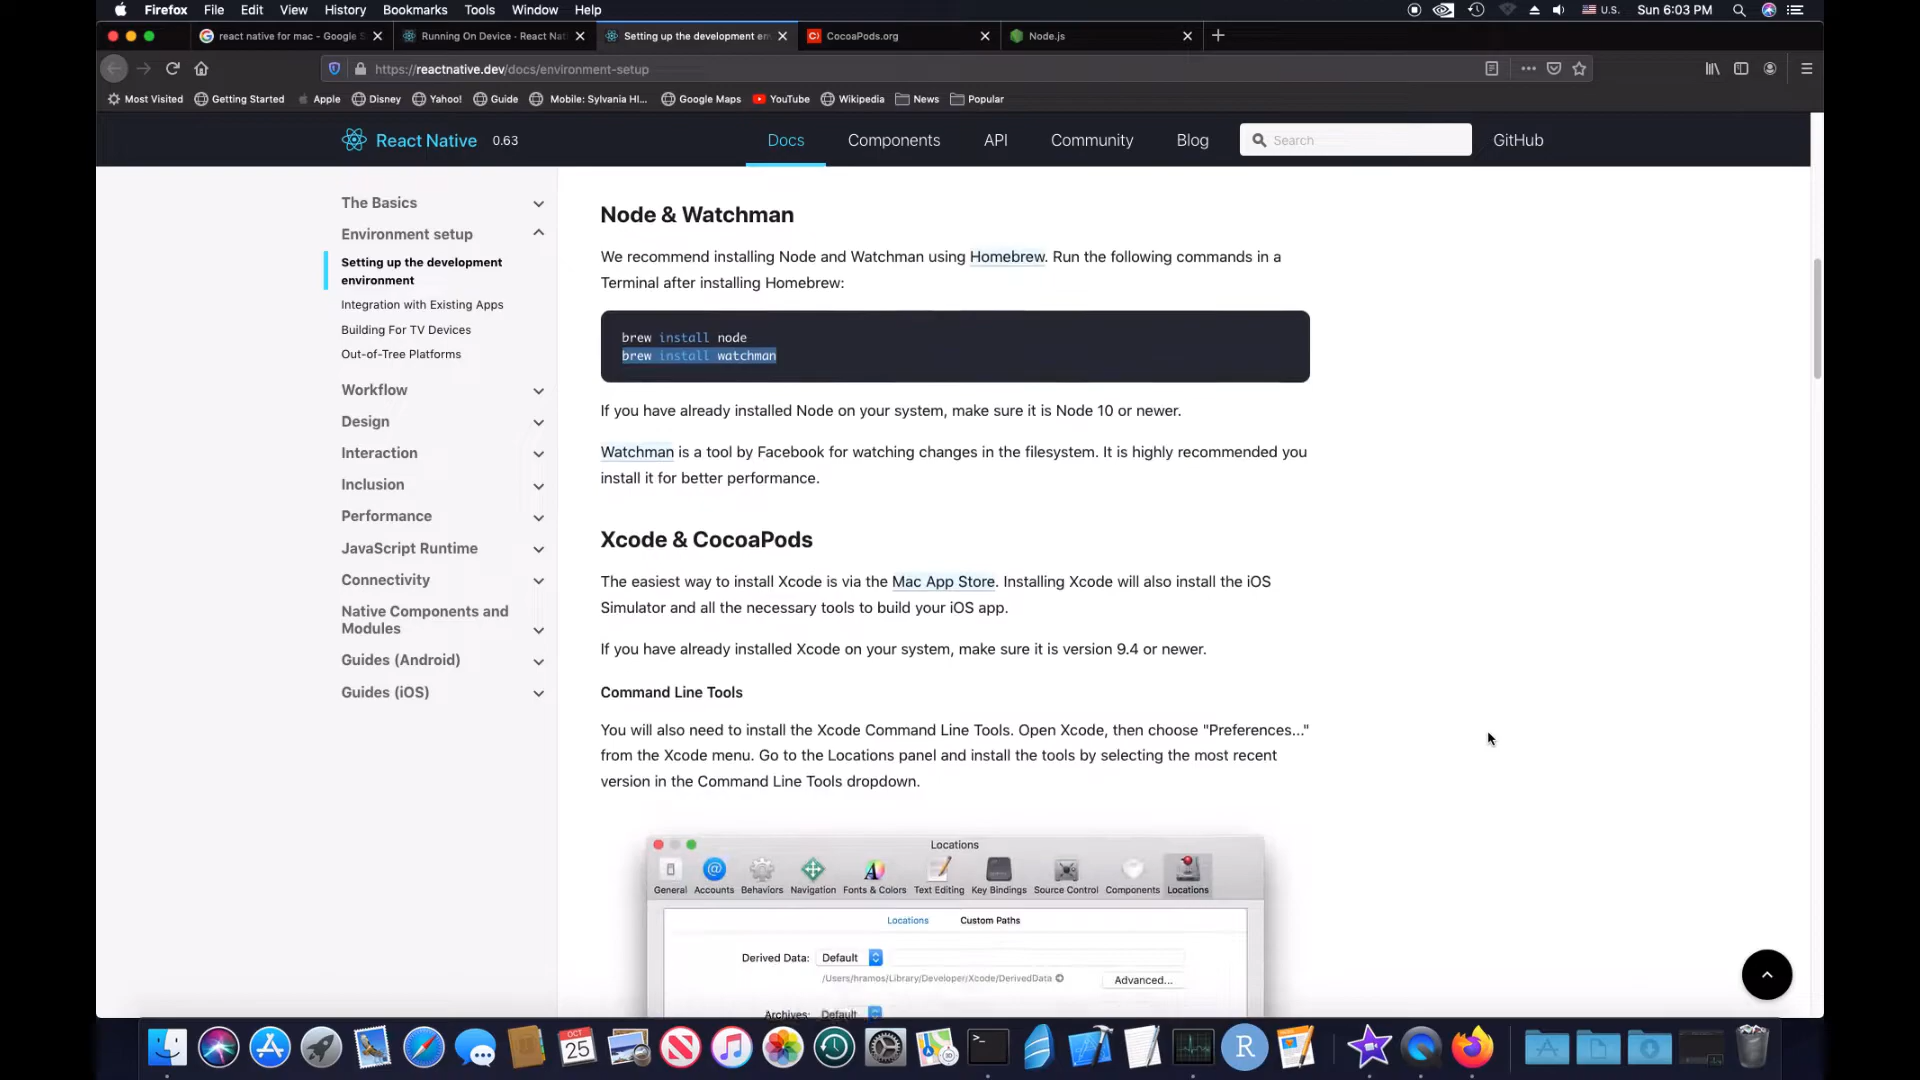 Firefox File Edit View History Bookmarks Tools Window Help U.S. Sun 6:03 PM
react native for mac - Google S Running On Device · React Nati Setting up the development en CocoaPods.org Node.js
https://reactnative.dev/docs/environment-setup
Most Visited Getting Started Apple Disney Yahoo! Guide Mobile: Sylvania HI... Google Maps YouTube Wikipedia News Popular
React Native 0.63 Docs Components API Community Blog Search GitHub
The Basics
Environment setup
Setting up the development
environment
Integration with Existing Apps
Building For TV Devices
Out-of-Tree Platforms
Workflow
Design
Interaction
Inclusion
Performance
JavaScript Runtime
Connectivity
Native Components and
Modules
Guides (Android)
Guides (iOS)
Node & Watchman
We recommend installing Node and Watchman using Homebrew. Run the following commands in a
Terminal after installing Homebrew:
brew install node
brew install watchman
If you have already installed Node on your system, make sure it is Node 10 or newer.
Watchman is a tool by Facebook for watching changes in the filesystem. It is highly recommended you
install it for better performance.
Xcode & CocoaPods
The easiest way to install Xcode is via the Mac App Store. Installing Xcode will also install the iOS
Simulator and all the necessary tools to build your iOS app.
If you have already installed Xcode on your system, make sure it is version 9.4 or newer.
Command Line Tools
You will also need to install the Xcode Command Line Tools. Open Xcode, then choose "Preferences..."
from the Xcode menu. Go to the Locations panel and install the tools by selecting the most recent
version in the Command Line Tools dropdown.
Locations
General Accounts Behaviors Navigation Fonts & Colors Text Editing Key Bindings Source Control Components Locations
Locations Custom Paths
Derived Data: Default
/Users/hramos/Library/Developer/Xcode/DerivedData
Advanced...
Archives: Default
OCT
25
R